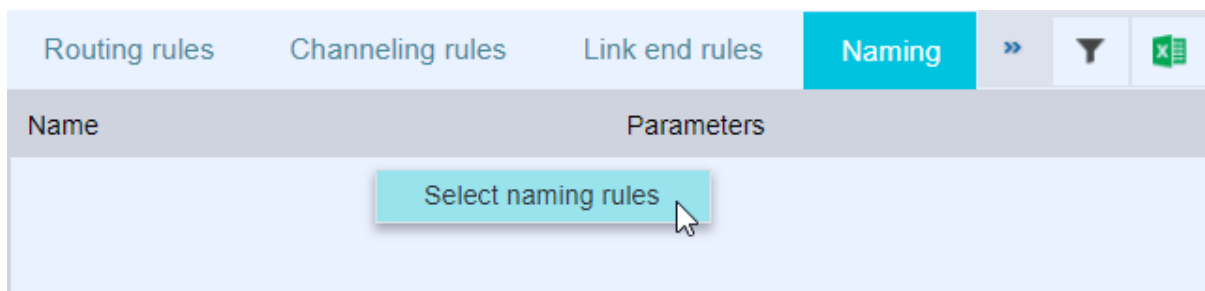 Routing rules Channeling rules Link end rules Naming »
Name Parameters
Select naming rules